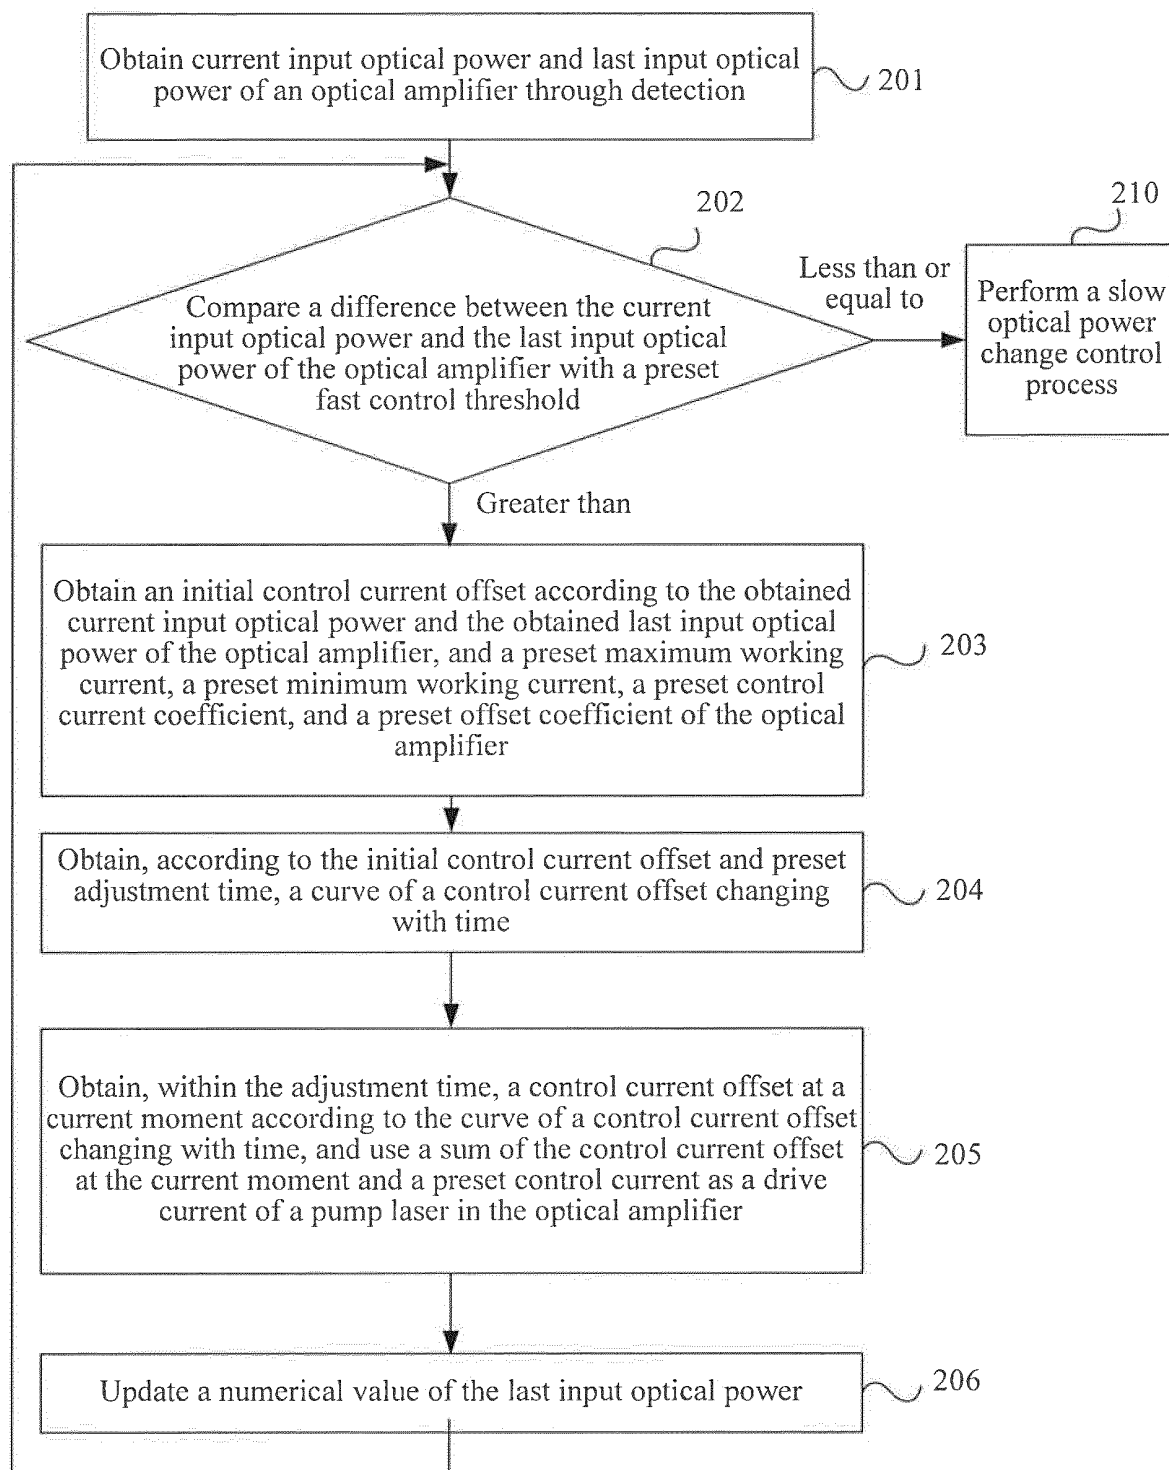 Obtain current input optical power and last input optical
power of an optical amplifier through detection
201
202
210
Less than or
equal to
Perform a slow
optical power
change control
process
Compare a difference between the current
input optical power and the last input optical
power of the optical amplifier with a preset
fast control threshold
Greater than
Obtain an initial control current offset according to the obtained
current input optical power and the obtained last input optical
power of the optical amplifier, and a preset maximum working
current, a preset minimum working current, a preset control
current coefficient, and a preset offset coefficient of the optical
amplifier
203
Obtain, according to the initial control current offset and preset
adjustment time, a curve of a control current offset changing
with time
204
Obtain, within the adjustment time, a control current offset at a
current moment according to the curve of a control current offset
changing with time, and use a sum of the control current offset
at the current moment and a preset control current as a drive
current of a pump laser in the optical amplifier
205
Update a numerical value of the last input optical power
206